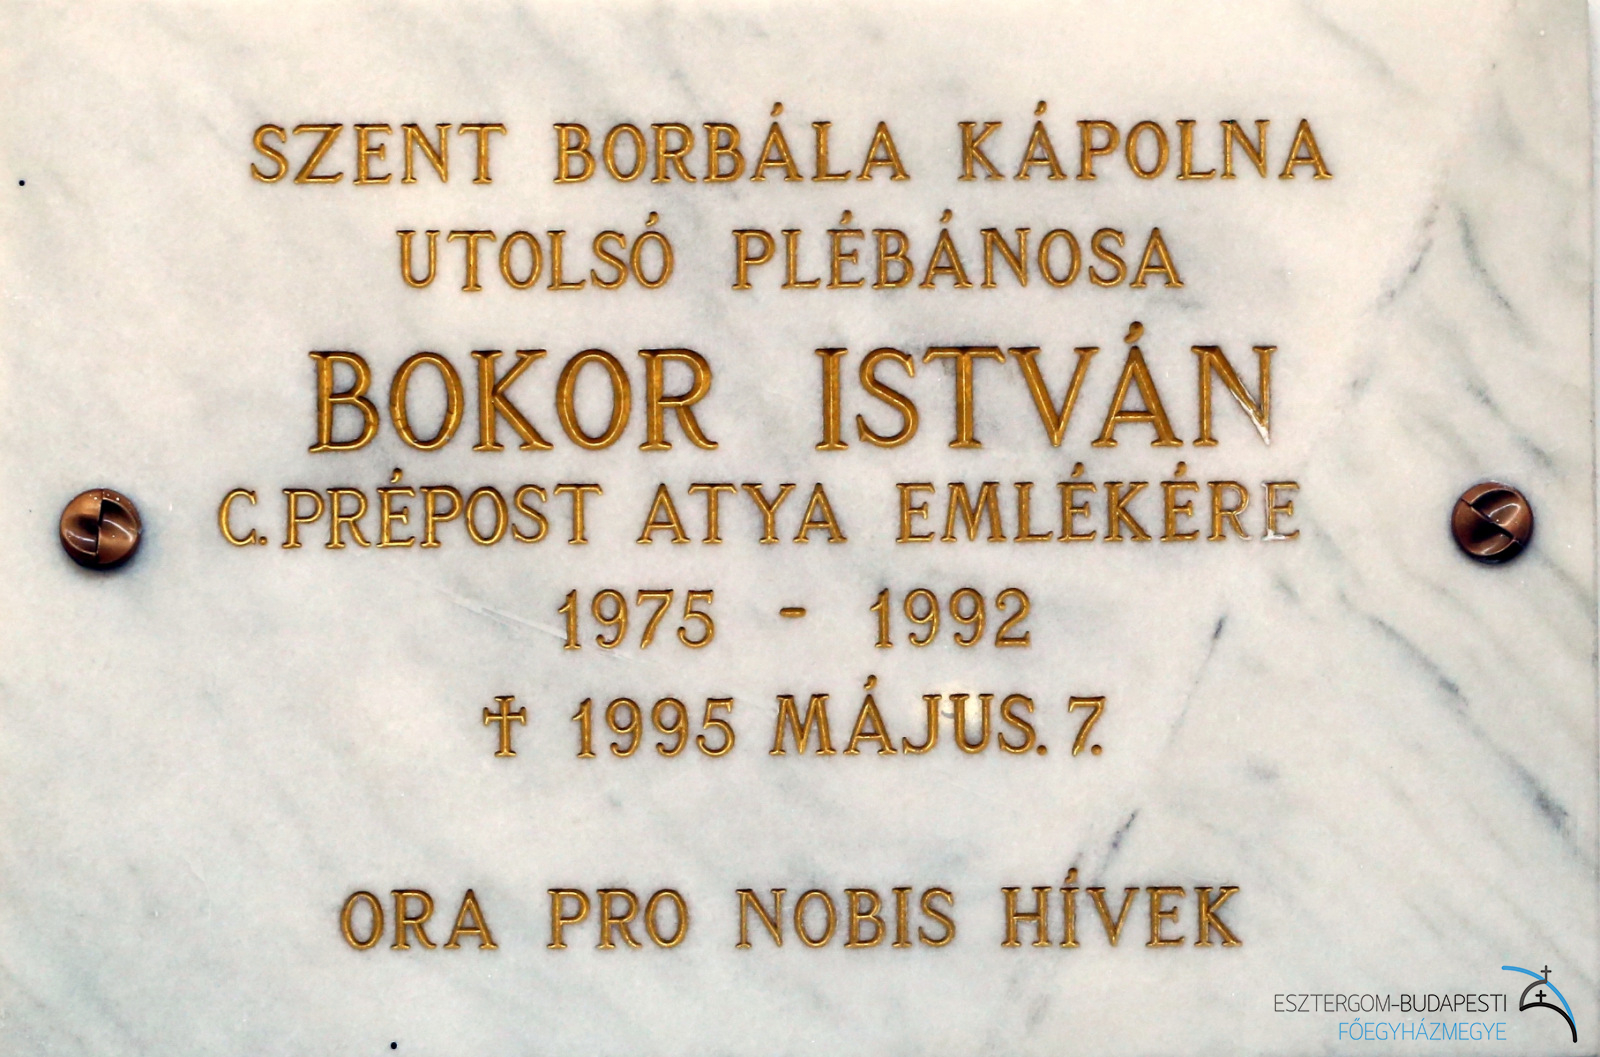 SZENT BORBÁLA KÁPOLNA
UTOLSÓ PLÉBÁNOSA
BOKOR ISTVÁN
C. PRÉPOST ATYA EMLÉKÉRE
1975 - 1992
† 1995 MÁJUS. 7.
ORA PRO NOBIS HÍVEK
ESZTERGOM-BUDAPESTI
FŐEGYHÁZMEGYE